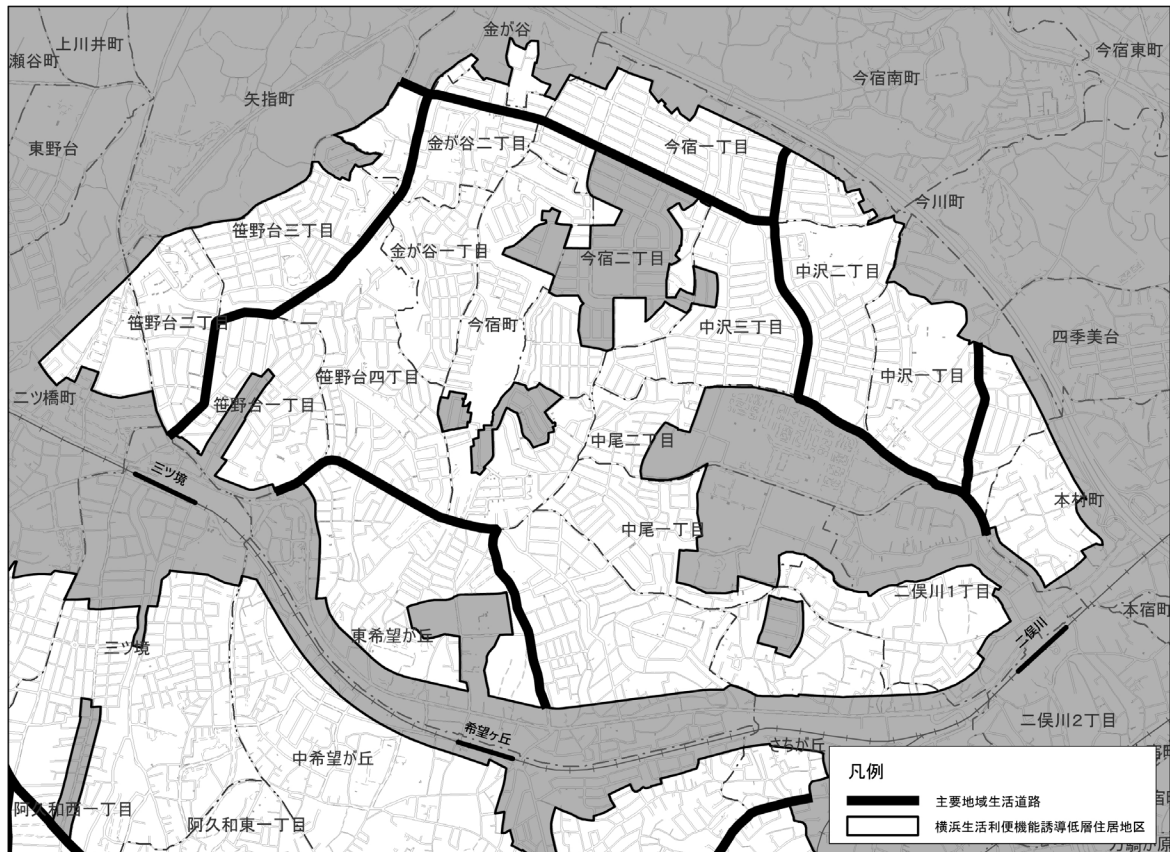 金が谷
上川井町
今宿東町
瀬谷町
今宿南町
矢指町
金が谷二丁目
今宿一丁目
東野台
今川町
笹野台三丁目
金が谷一丁目
今宿二丁目
中沢二丁目
笹野台二丁目
今宿町
中沢三丁目
四季美台
笹野台四丁目
中沢一丁目
二ツ橋町
笹野台一丁目
中尾二丁目
三ツ境
本村町
中尾一丁目
二俣川1丁目
本宿町
東希望が丘
二俣川
三ツ境
二俣川2丁目
希望ヶ丘
さちが丘
中希望が丘
阿久和西一丁目
阿久和東一丁目
凡例
主要地域生活道路
横浜生活利便機能誘導低層住居地区